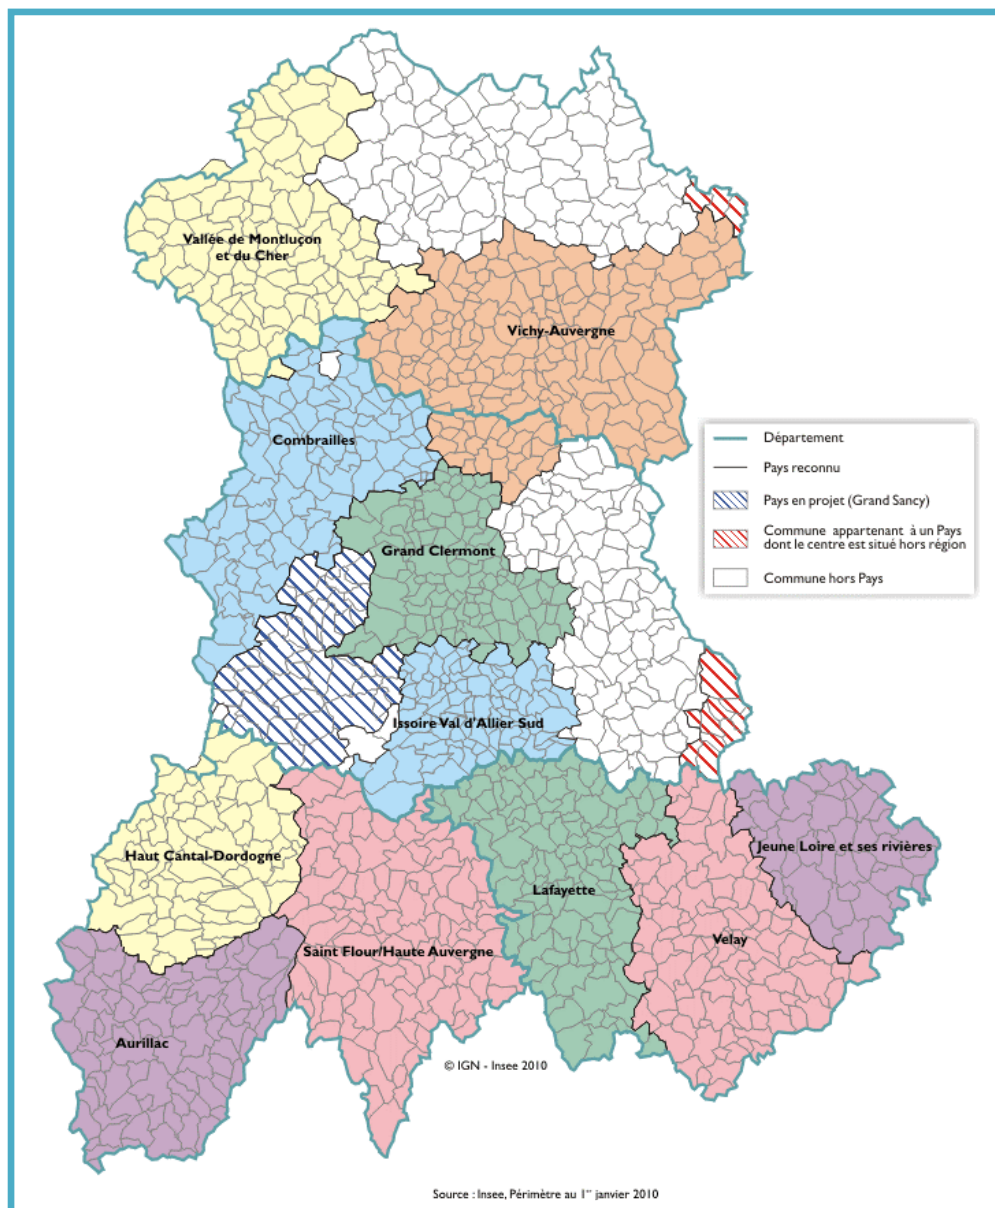 Vallée de Montluçon
et du Cher
Vichy-Auvergne
Combrailles
Département
Pays reconnu
Pays en projet (Grand Sancy)
Commune appartenant à un Pays
dont le centre est situé hors région
Commune hors Pays
Grand Clermont
Issoire Val d'Allier Sud
Haut Cantal-Dordogne
Jeune Loire et ses rivières
Lafayette
Velay
Saint Flour/Haute Auvergne
Aurillac
© IGN - Insee 2010
Source : Insee, Périmètre au 1er janvier 2010